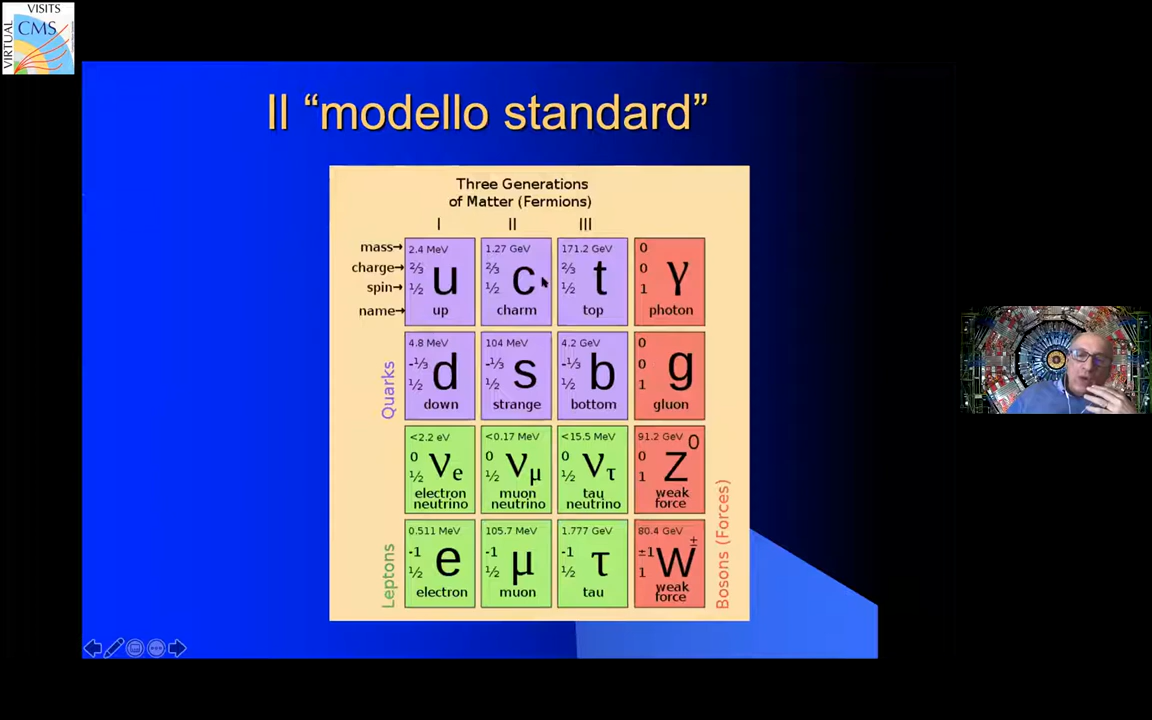 VIRTUAL
VISITS
CMS
Il “modello standard”
Three Generations
of Matter (Fermions)
I II III
mass→
charge→
spin→
name→
2.4 MeV
⅔
½
u
up
1.27 GeV
⅔
½
c
charm
171.2 GeV
⅔
½
t
top
0
0
1
γ
photon
Quarks
4.8 MeV
-⅓
½
d
down
104 MeV
-⅓
½
s
strange
4.2 GeV
-⅓
½
b
bottom
0
0
1
g
gluon
<2.2 eV
0
½
νe
electron
neutrino
<0.17 MeV
0
½
νμ
muon
neutrino
<15.5 MeV
0
½
ντ
tau
neutrino
91.2 GeV
0
1
Z0
weak
force
Leptons
0.511 MeV
-1
½
e
electron
105.7 MeV
-1
½
μ
muon
1.777 GeV
-1
½
τ
tau
80.4 GeV
±1
1
W±
weak
force
Bosons (Forces)